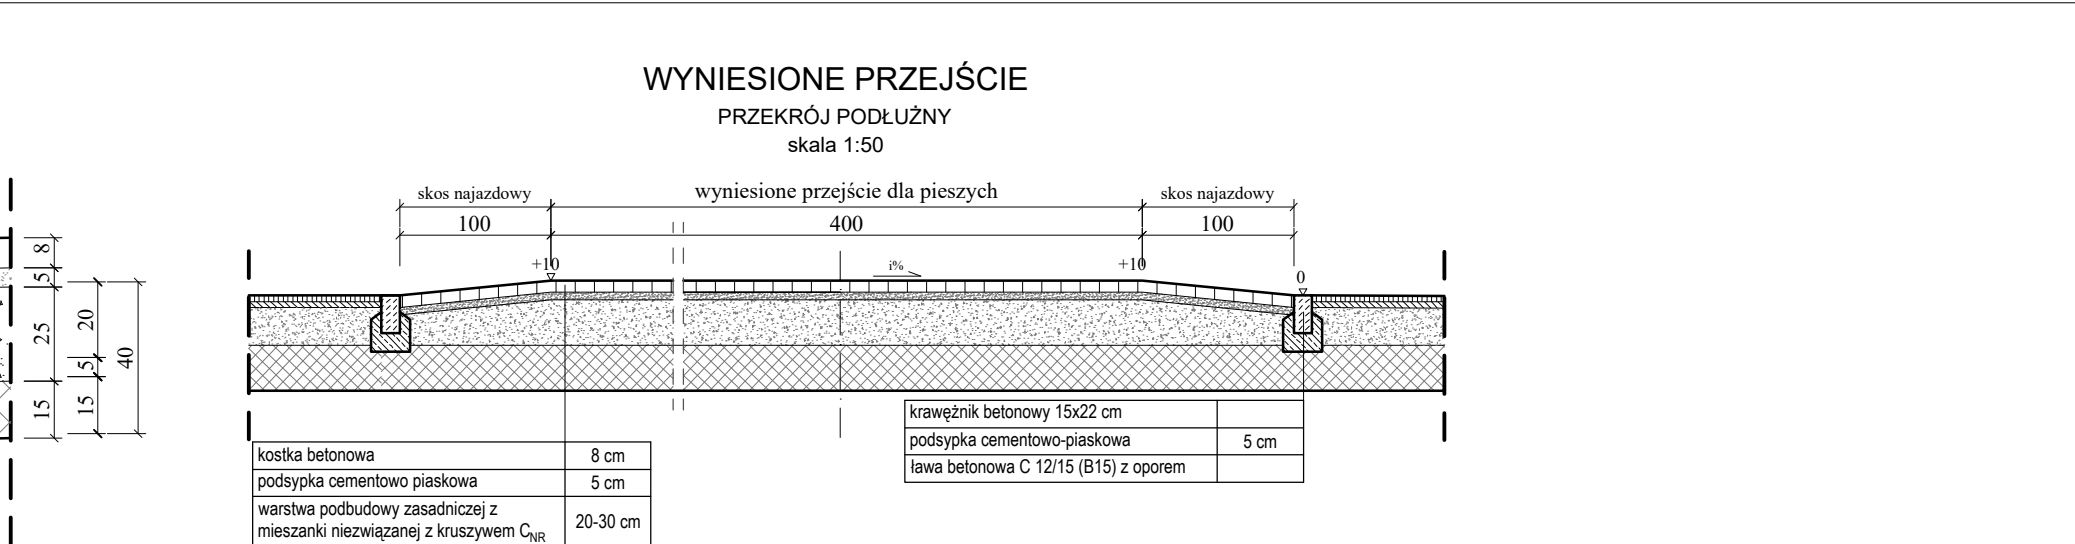 WYNIESIONE PRZEJŚCIE
PRZEKRÓJ PODŁUŻNY
skala 1:50
skos najazdowy
wyniesione przejście dla pieszych
skos najazdowy
100
400
100
+10
i%
+10
0
8
5
25
15
20
5
15
40
krawężnik betonowy 15x22 cm
podsypka cementowo-piaskowa 5 cm
ława betonowa C 12/15 (B15) z oporem
kostka betonowa 8 cm
podsypka cementowo piaskowa 5 cm
warstwa podbudowy zasadniczej z
mieszanki niezwiązanej z kruszywem CNR 20-30 cm